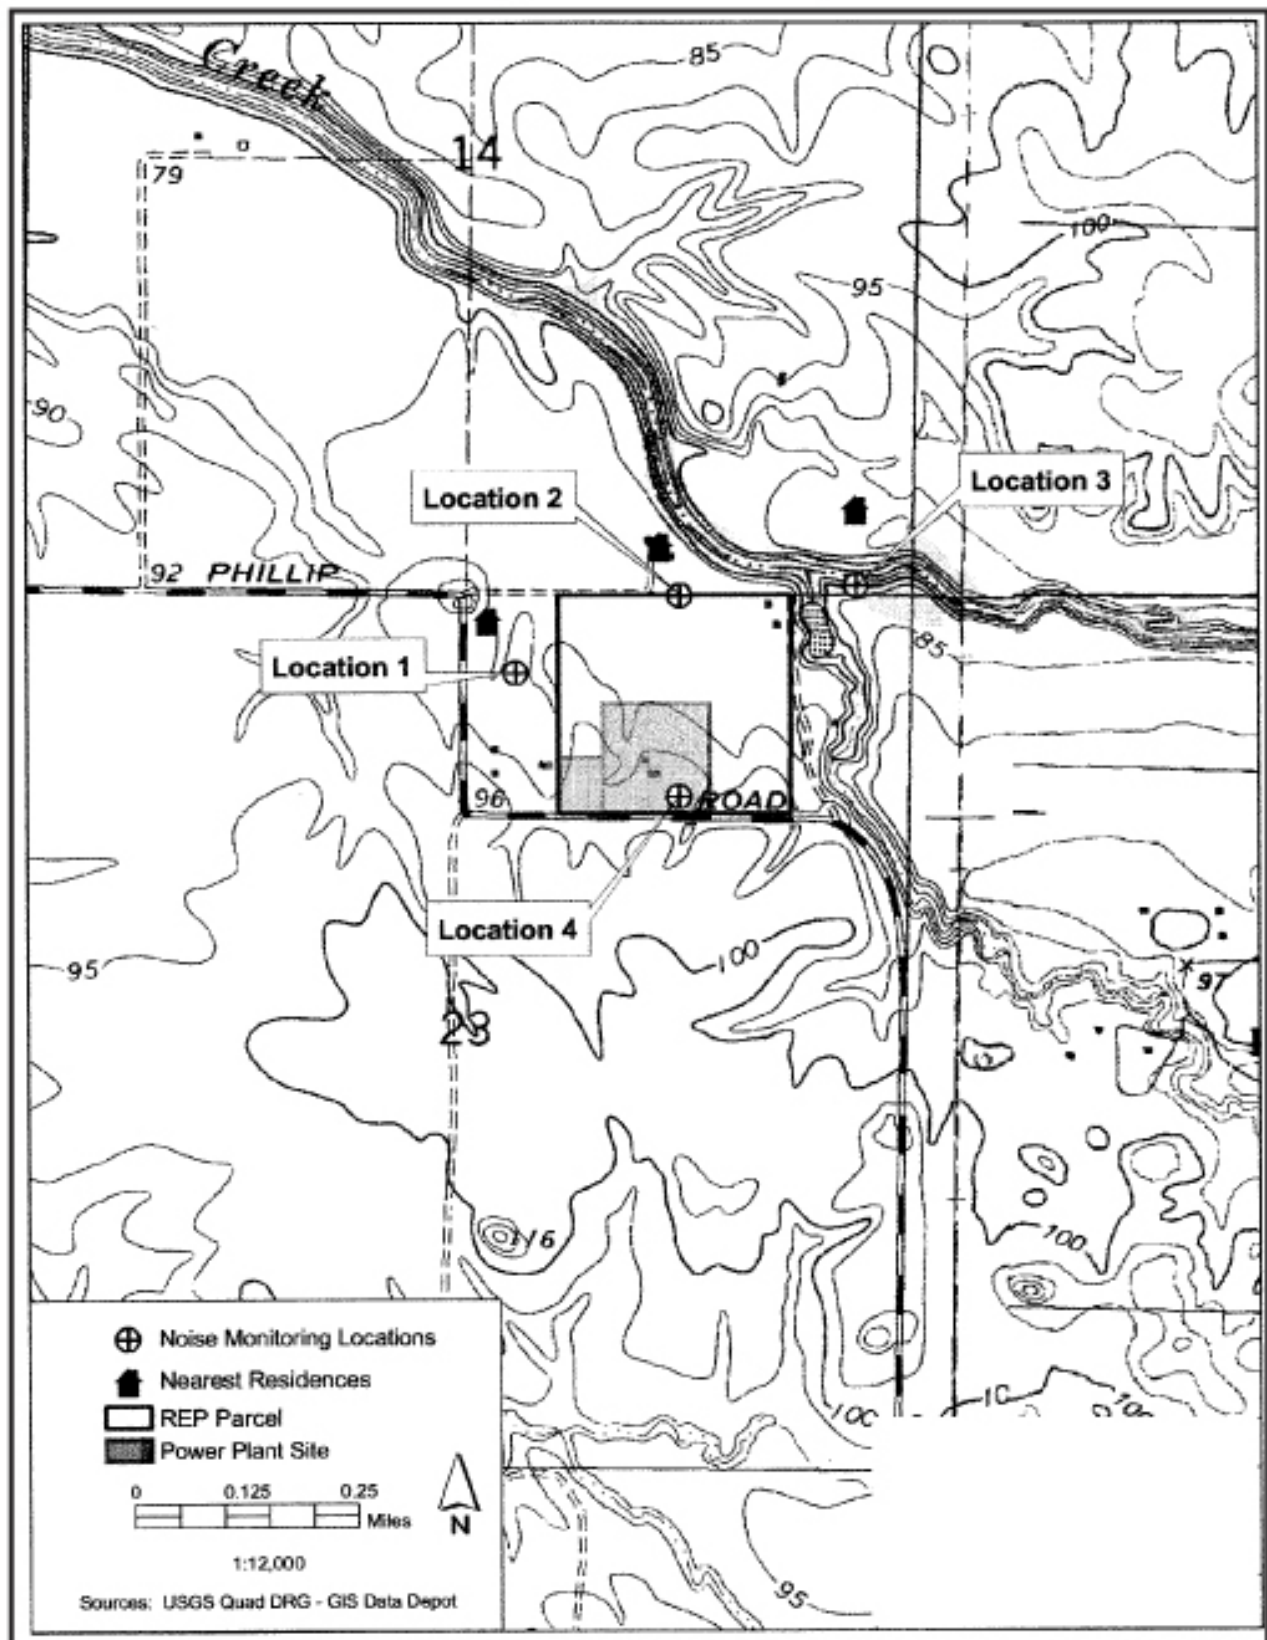 Creek
85
14
79
100
95
90
Location 2
Location 3
92 PHILLIP
85
Location 1
96
ROAD
Location 4
100
95
97
23
116
100
100
10
100
Noise Monitoring Locations
Nearest Residences
REP Parcel
Power Plant Site
0 0.125 0.25
Miles
N
1:12,000
Sources: USGS Quad DRG - GIS Data Depot
95